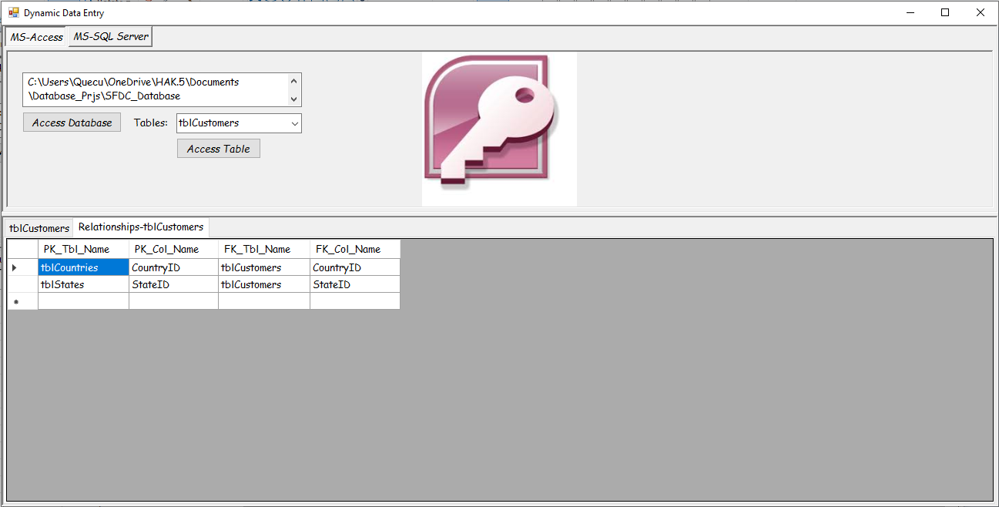 Dynamic Data Entry
MS-Access MS-SQL Server
C:\Users\Quecu\OneDrive\HAK.5\Documents
\Database_Prjs\SFDC_Database
Access Database Tables: tblCustomers
Access Table
tblCustomers Relationships-tblCustomers
PK_Tbl_Name PK_Col_Name FK_Tbl_Name FK_Col_Name
tblCountries CountryID tblCustomers CountryID
tblStates StateID tblCustomers StateID